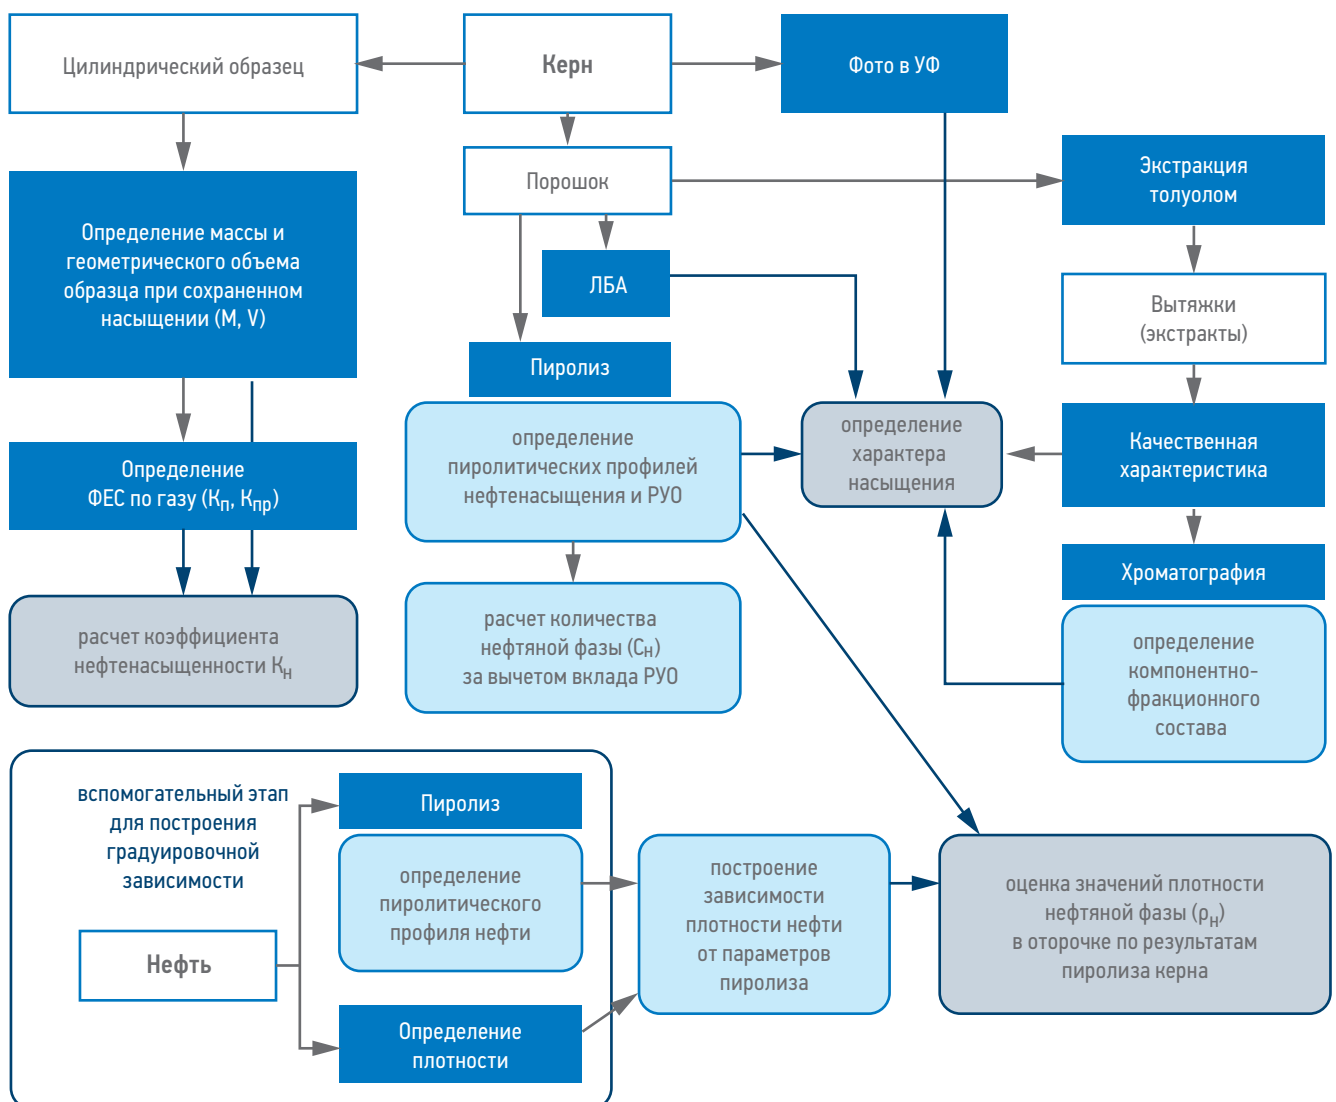 Цилиндрический образец
Керн
Фото в УФ
Порошок
Экстракция
толуолом
Определение массы и
геометрического объема
образца при сохраненном
насыщении (M, V)
ЛБА
Вытяжки
(экстракты)
Пиролиз
определение
пиролитических профилей
нефтенасыщения и РУО
определение
характера
насыщения
Качественная
характеристика
Определение
ФЕС по газу (Кп, Кпр)
Хроматография
расчет коэффициента
нефтенасыщенности Кн
расчет количества
нефтяной фазы (Сн)
за вычетом вклада РУО
определение
компонентно-
фракционного
состава
вспомогательный этап
для построения
градуировочной
зависимости
Пиролиз
определение
пиролитического
профиля нефти
Нефть
Определение
плотности
построение
зависимости
плотности нефти
от параметров
пиролиза
оценка значений плотности
нефтяной фазы (ρн)
в оторочке по результатам
пиролиза керна